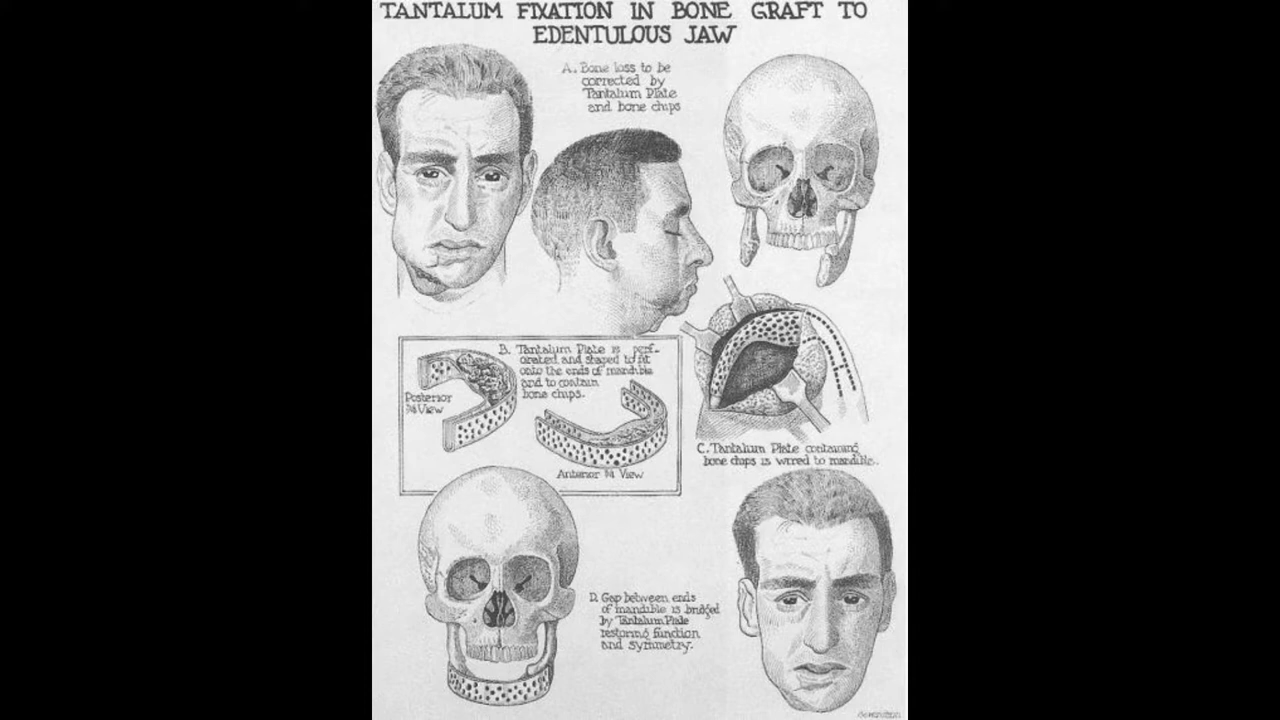 TANTALUM FIXATION IN BONE GRAFT TO
EDENTULOUS JAW
A. Bone loss to be
corrected by
Tantalum Plate
and bone chips
B. Tantalum Plate is perf-
orated and shaped to fit
onto the ends of mandible
and to contain
bone chips.
Posterior
¾ View
Anterior ¾ View
C. Tantalum Plate containing
bone chips is wired to mandible.
D. Gap between ends
of mandible is bridged
by Tantalum Plate
restoring function
and symmetry.